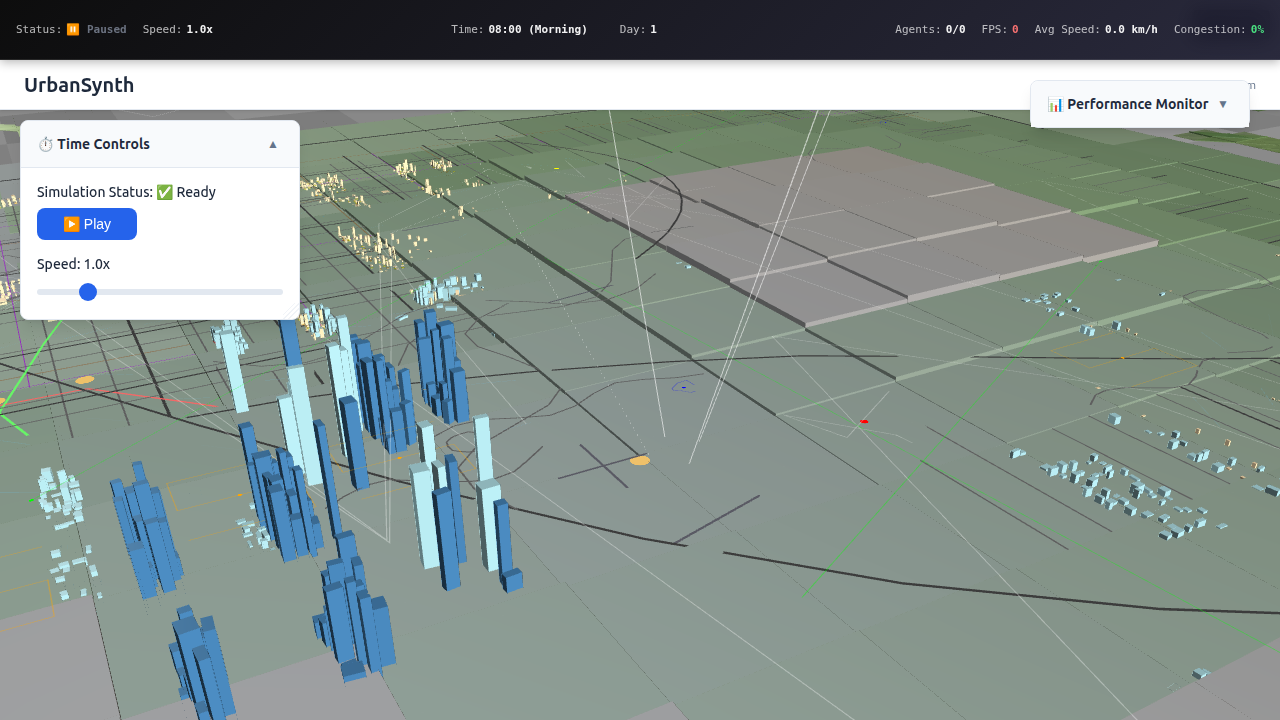 Status: ⏸️ Paused Speed: 1.0x Time: 08:00 (Morning) Day: 1 Agents: 0/0 FPS: 0 Avg Speed: 0.0 km/h Congestion: 0%
UrbanSynth
📊 Performance Monitor ▼
⏱️ Time Controls ▲
Simulation Status: ✅ Ready
▶️ Play
Speed: 1.0x